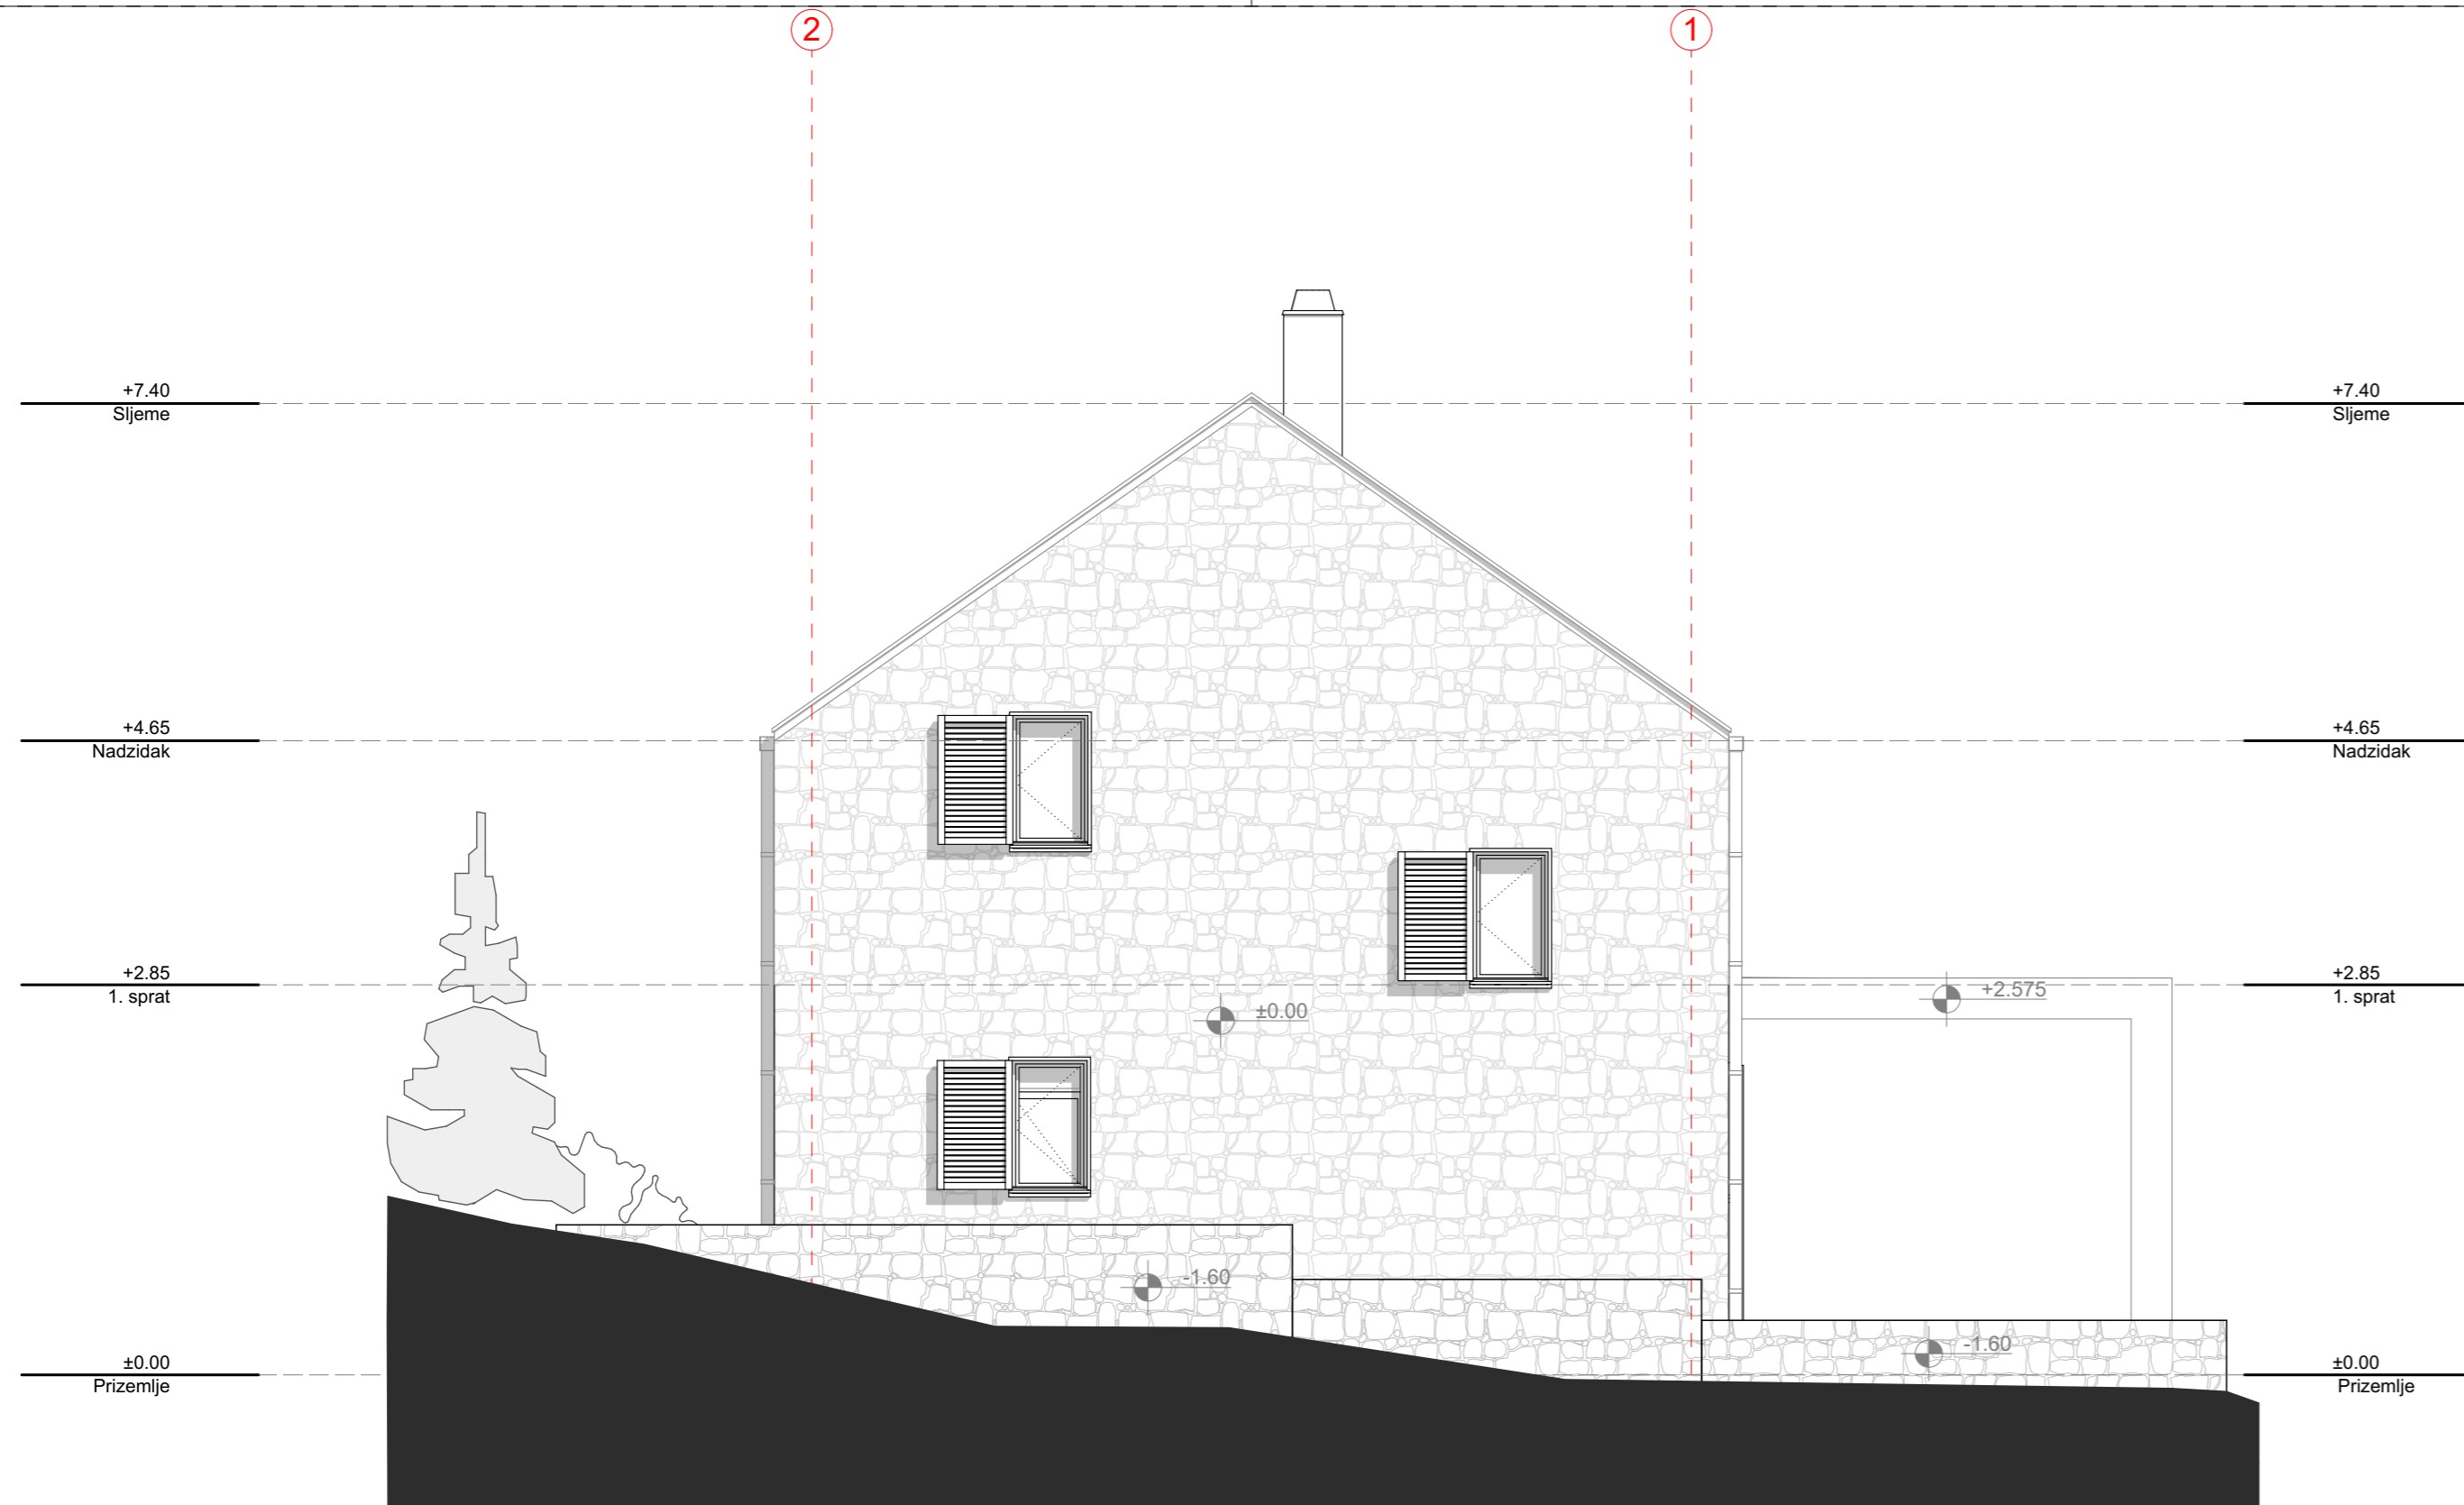 2 1
+7.40 +7.40
Sljeme Sljeme
+4.65 +4.65
Nadzidak Nadzidak
+2.85 +2.85
1. sprat +2.575 1. sprat
±0.00
-1.60
-1.60
±0.00 ±0.00
Prizemlje Prizemlje